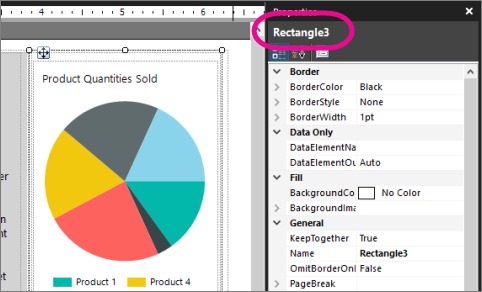 4 5 6
Properties
Rectangle3
Product Quantities Sold
Product 1 Product 4
er
n
nt
et
Border
BorderColor Black
BorderStyle None
BorderWidth 1pt
Data Only
DataElementNa
DataElementOu Auto
Fill
BackgroundCo No Color
BackgroundIma
General
KeepTogether True
Name Rectangle3
OmitBorderOnl False
PageBreak